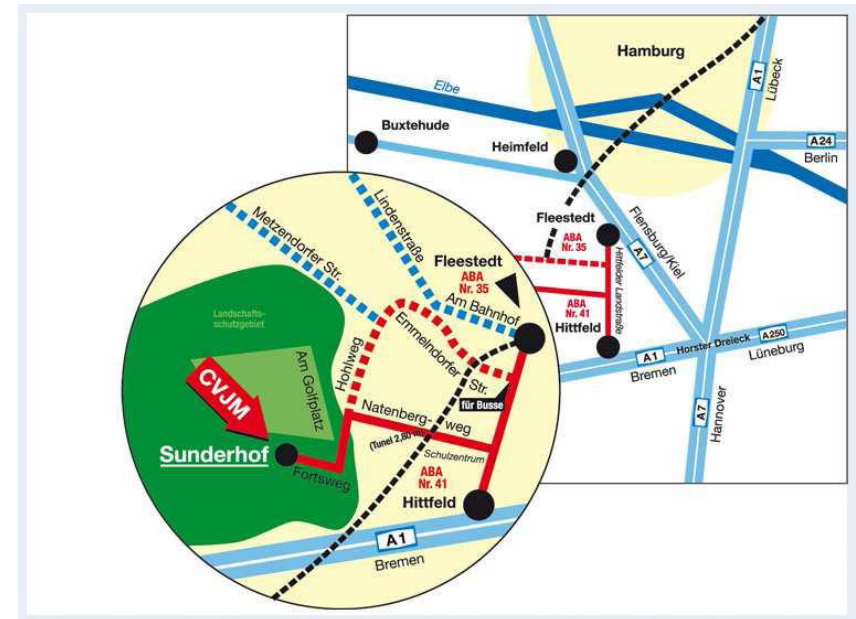 Hamburg
A1
Lübeck
Elbe
Buxtehude
Heimfeld
A24
Berlin
Fleestedt
ABA
Nr. 35
Flensburg/Kiel
A7
Hittfelder Landstraße
ABA
Nr. 41
Hittfeld
A1
Horster Dreieck
A250
Bremen
Lüneburg
A7
Hannover
Lindenstraße
Metzendorfer Str.
Fleestedt
ABA
Nr. 35
Am Bahnhof
Landschafts-
schutzgebiet
Emmelndorfer
Str.
Hohlweg
Am Golfplatz
CVJM
für Busse
Natenberg-
weg
(Tunel 2,80 m)
Sunderhof
Schulzentrum
Fortsweg
ABA
Nr. 41
Hittfeld
A1
Bremen